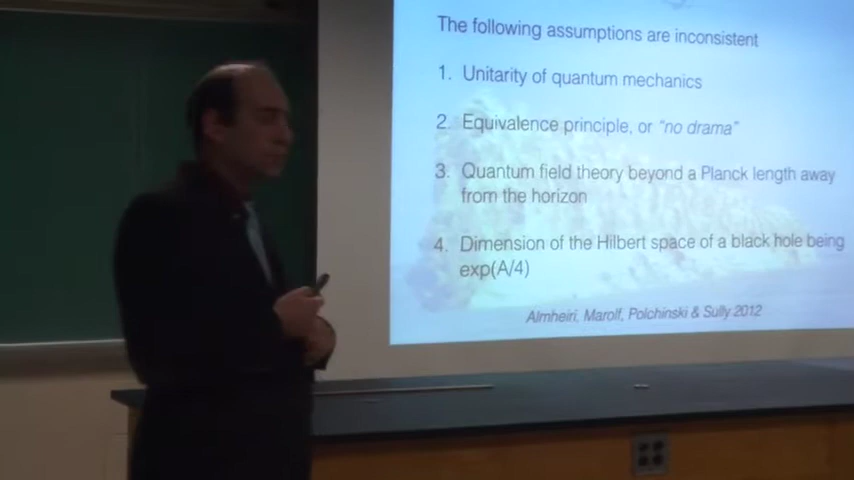 The following assumptions are inconsistent
1. Unitarity of quantum mechanics
2. Equivalence principle, or "no drama"
3. Quantum field theory beyond a Planck length away
from the horizon
4. Dimension of the Hilbert space of a black hole being
exp(A/4)
Almheiri, Marolf, Polchinski & Sully 2012